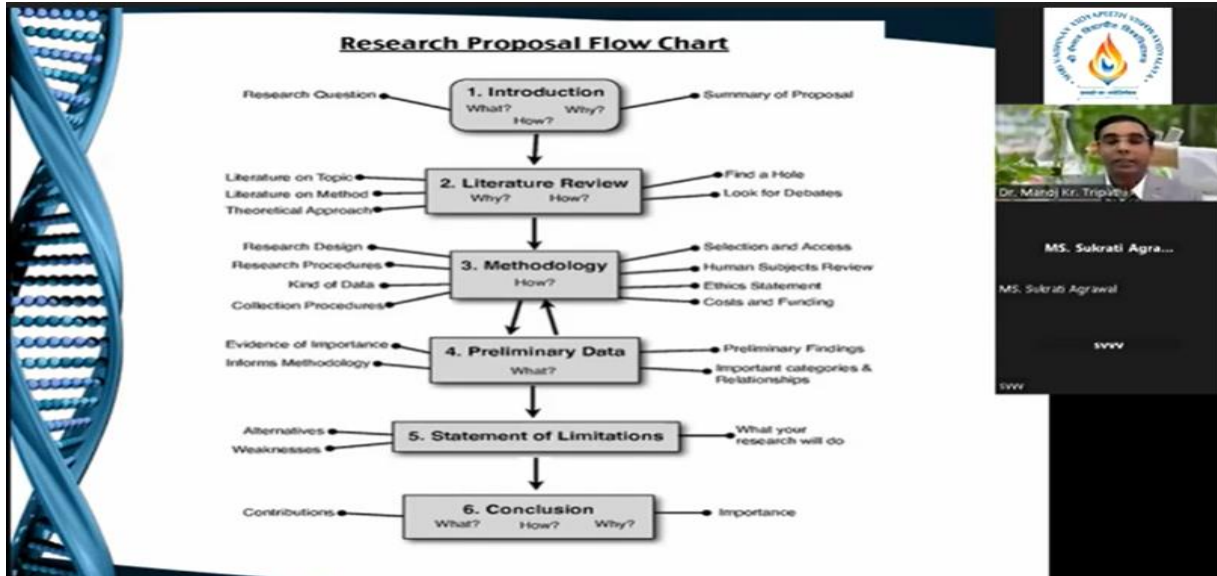 Research Proposal Flow Chart
1. Introduction
What? Why?
How?
Research Question
Summary of Proposal
2. Literature Review
Why? How?
Literature on Topic
Literature on Method
Theoretical Approach
Find a Hole
Look for Debates
3. Methodology
How?
Research Design
Research Procedures
Kind of Data
Collection Procedures
Selection and Access
Human Subjects Review
Ethics Statement
Costs and Funding
4. Preliminary Data
What?
Evidence of Importance
Informs Methodology
Preliminary Findings
Important categories &
Relationships
5. Statement of Limitations
Alternatives
Weaknesses
What your
research will do
6. Conclusion
What? How? Why?
Contributions
Importance
SHRI VAISHNAV VIDYAPEETH VISHWAVIDYALAYA
Dr. Manoj Kr. Tripathi
MS. Sukrati Agra...
MS. Sukrati Agrawal
svvv
svvv